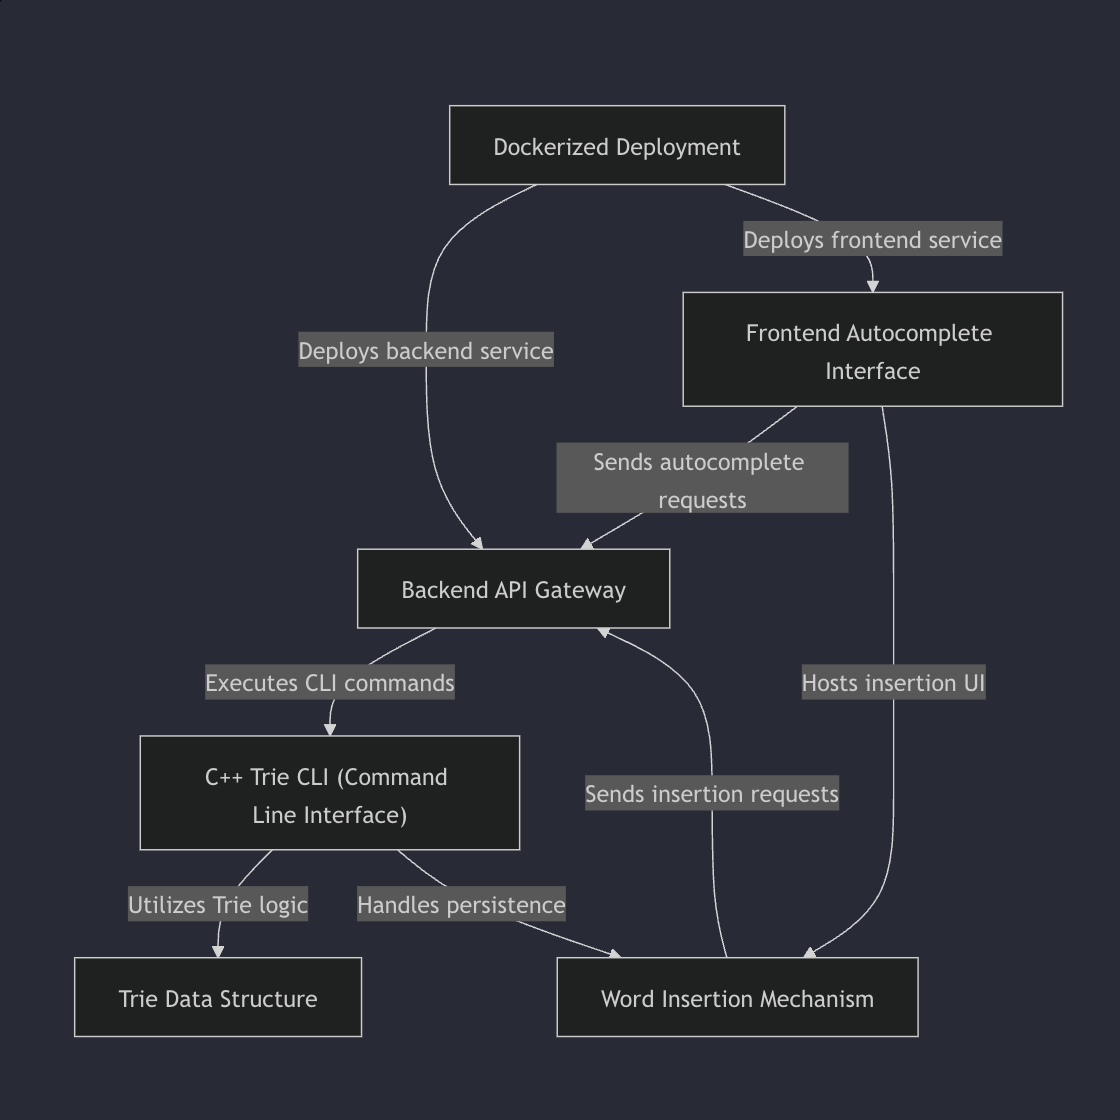 Dockerized Deployment
Deploys frontend service
Deploys backend service
Frontend Autocomplete
Interface
Sends autocomplete
requests
Backend API Gateway
Executes CLI commands
Hosts insertion UI
C++ Trie CLI (Command
Line Interface)
Sends insertion requests
Utilizes Trie logic
Handles persistence
Trie Data Structure
Word Insertion Mechanism